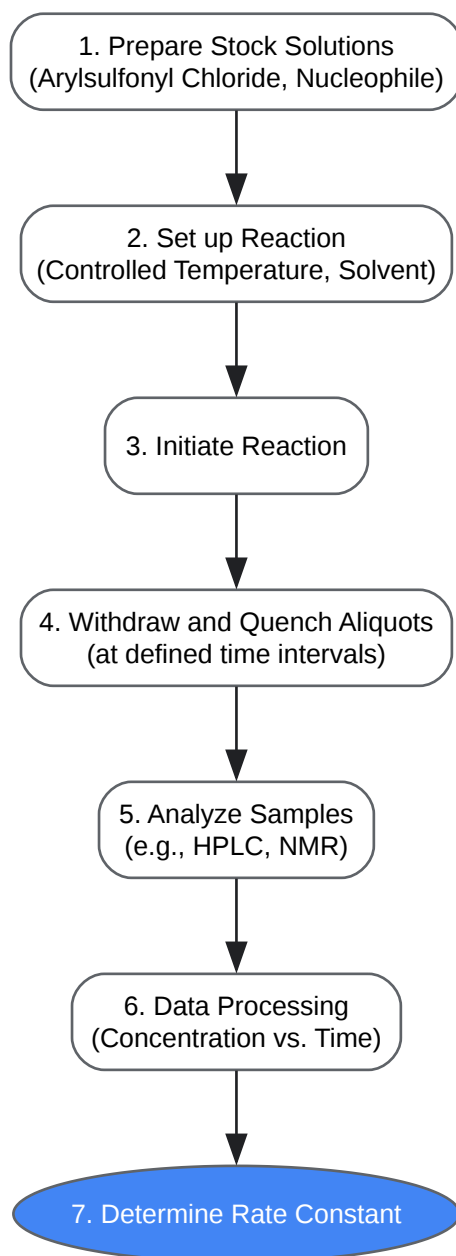 1. Prepare Stock Solutions
(Arylsulfonyl Chloride, Nucleophile)
2. Set up Reaction
(Controlled Temperature, Solvent)
3. Initiate Reaction
4. Withdraw and Quench Aliquots
(at defined time intervals)
5. Analyze Samples
(e.g., HPLC, NMR)
6. Data Processing
(Concentration vs. Time)
7. Determine Rate Constant